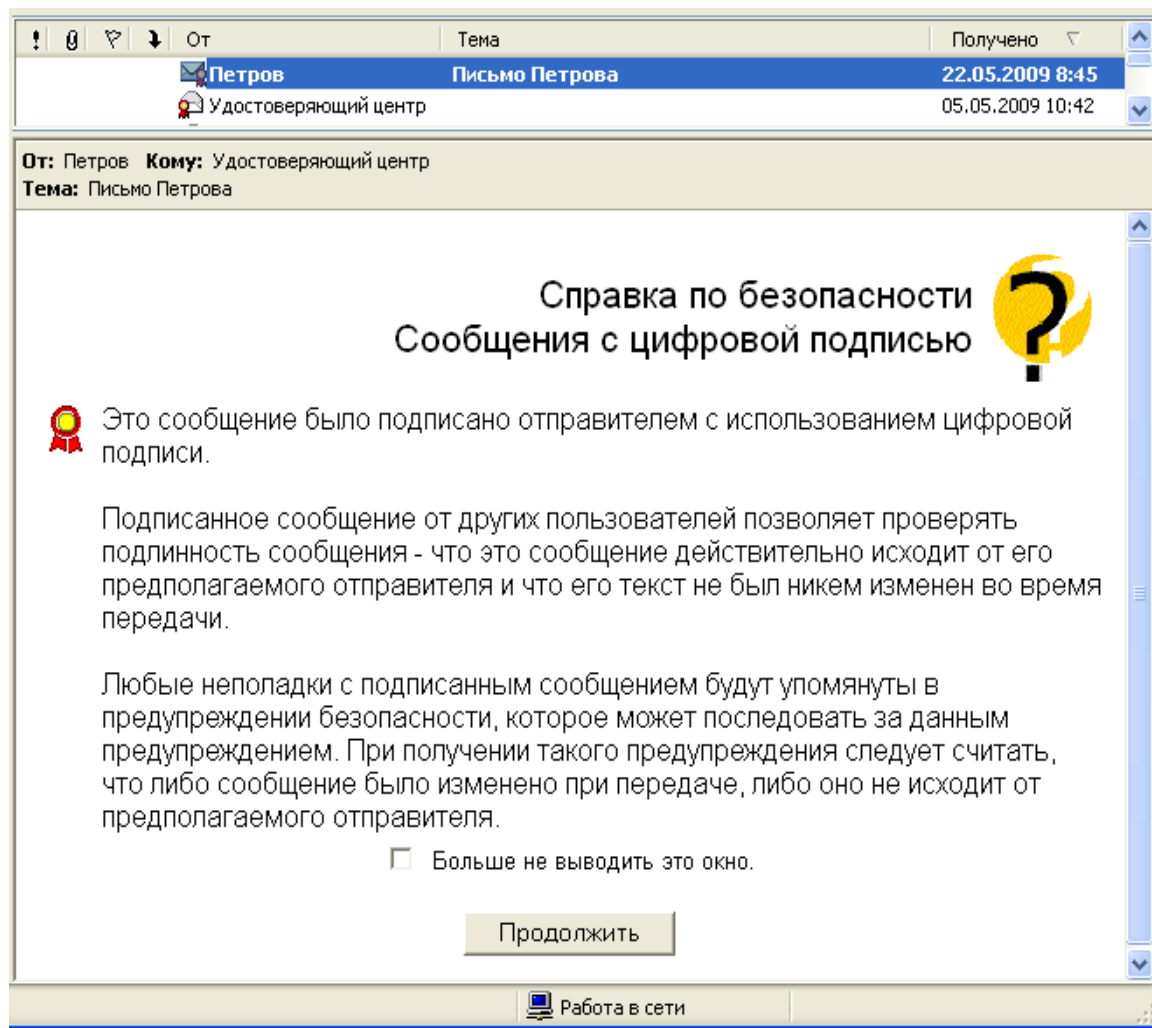 ! От Тема Получено
Петров Письмо Петрова 22.05.2009 8:45
Удостоверяющий центр 05.05.2009 10:42
От: Петров Кому: Удостоверяющий центр
Тема: Письмо Петрова
Справка по безопасности
Сообщения с цифровой подписью
Это сообщение было подписано отправителем с использованием цифровой
подписи.
Подписанное сообщение от других пользователей позволяет проверять
подлинность сообщения - что это сообщение действительно исходит от его
предполагаемого отправителя и что его текст не был никем изменен во время
передачи.
Любые неполадки с подписанным сообщением будут упомянуты в
предупреждении безопасности, которое может последовать за данным
предупреждением. При получении такого предупреждения следует считать,
что либо сообщение было изменено при передаче, либо оно не исходит от
предполагаемого отправителя.
Больше не выводить это окно.
Продолжить
Работа в сети